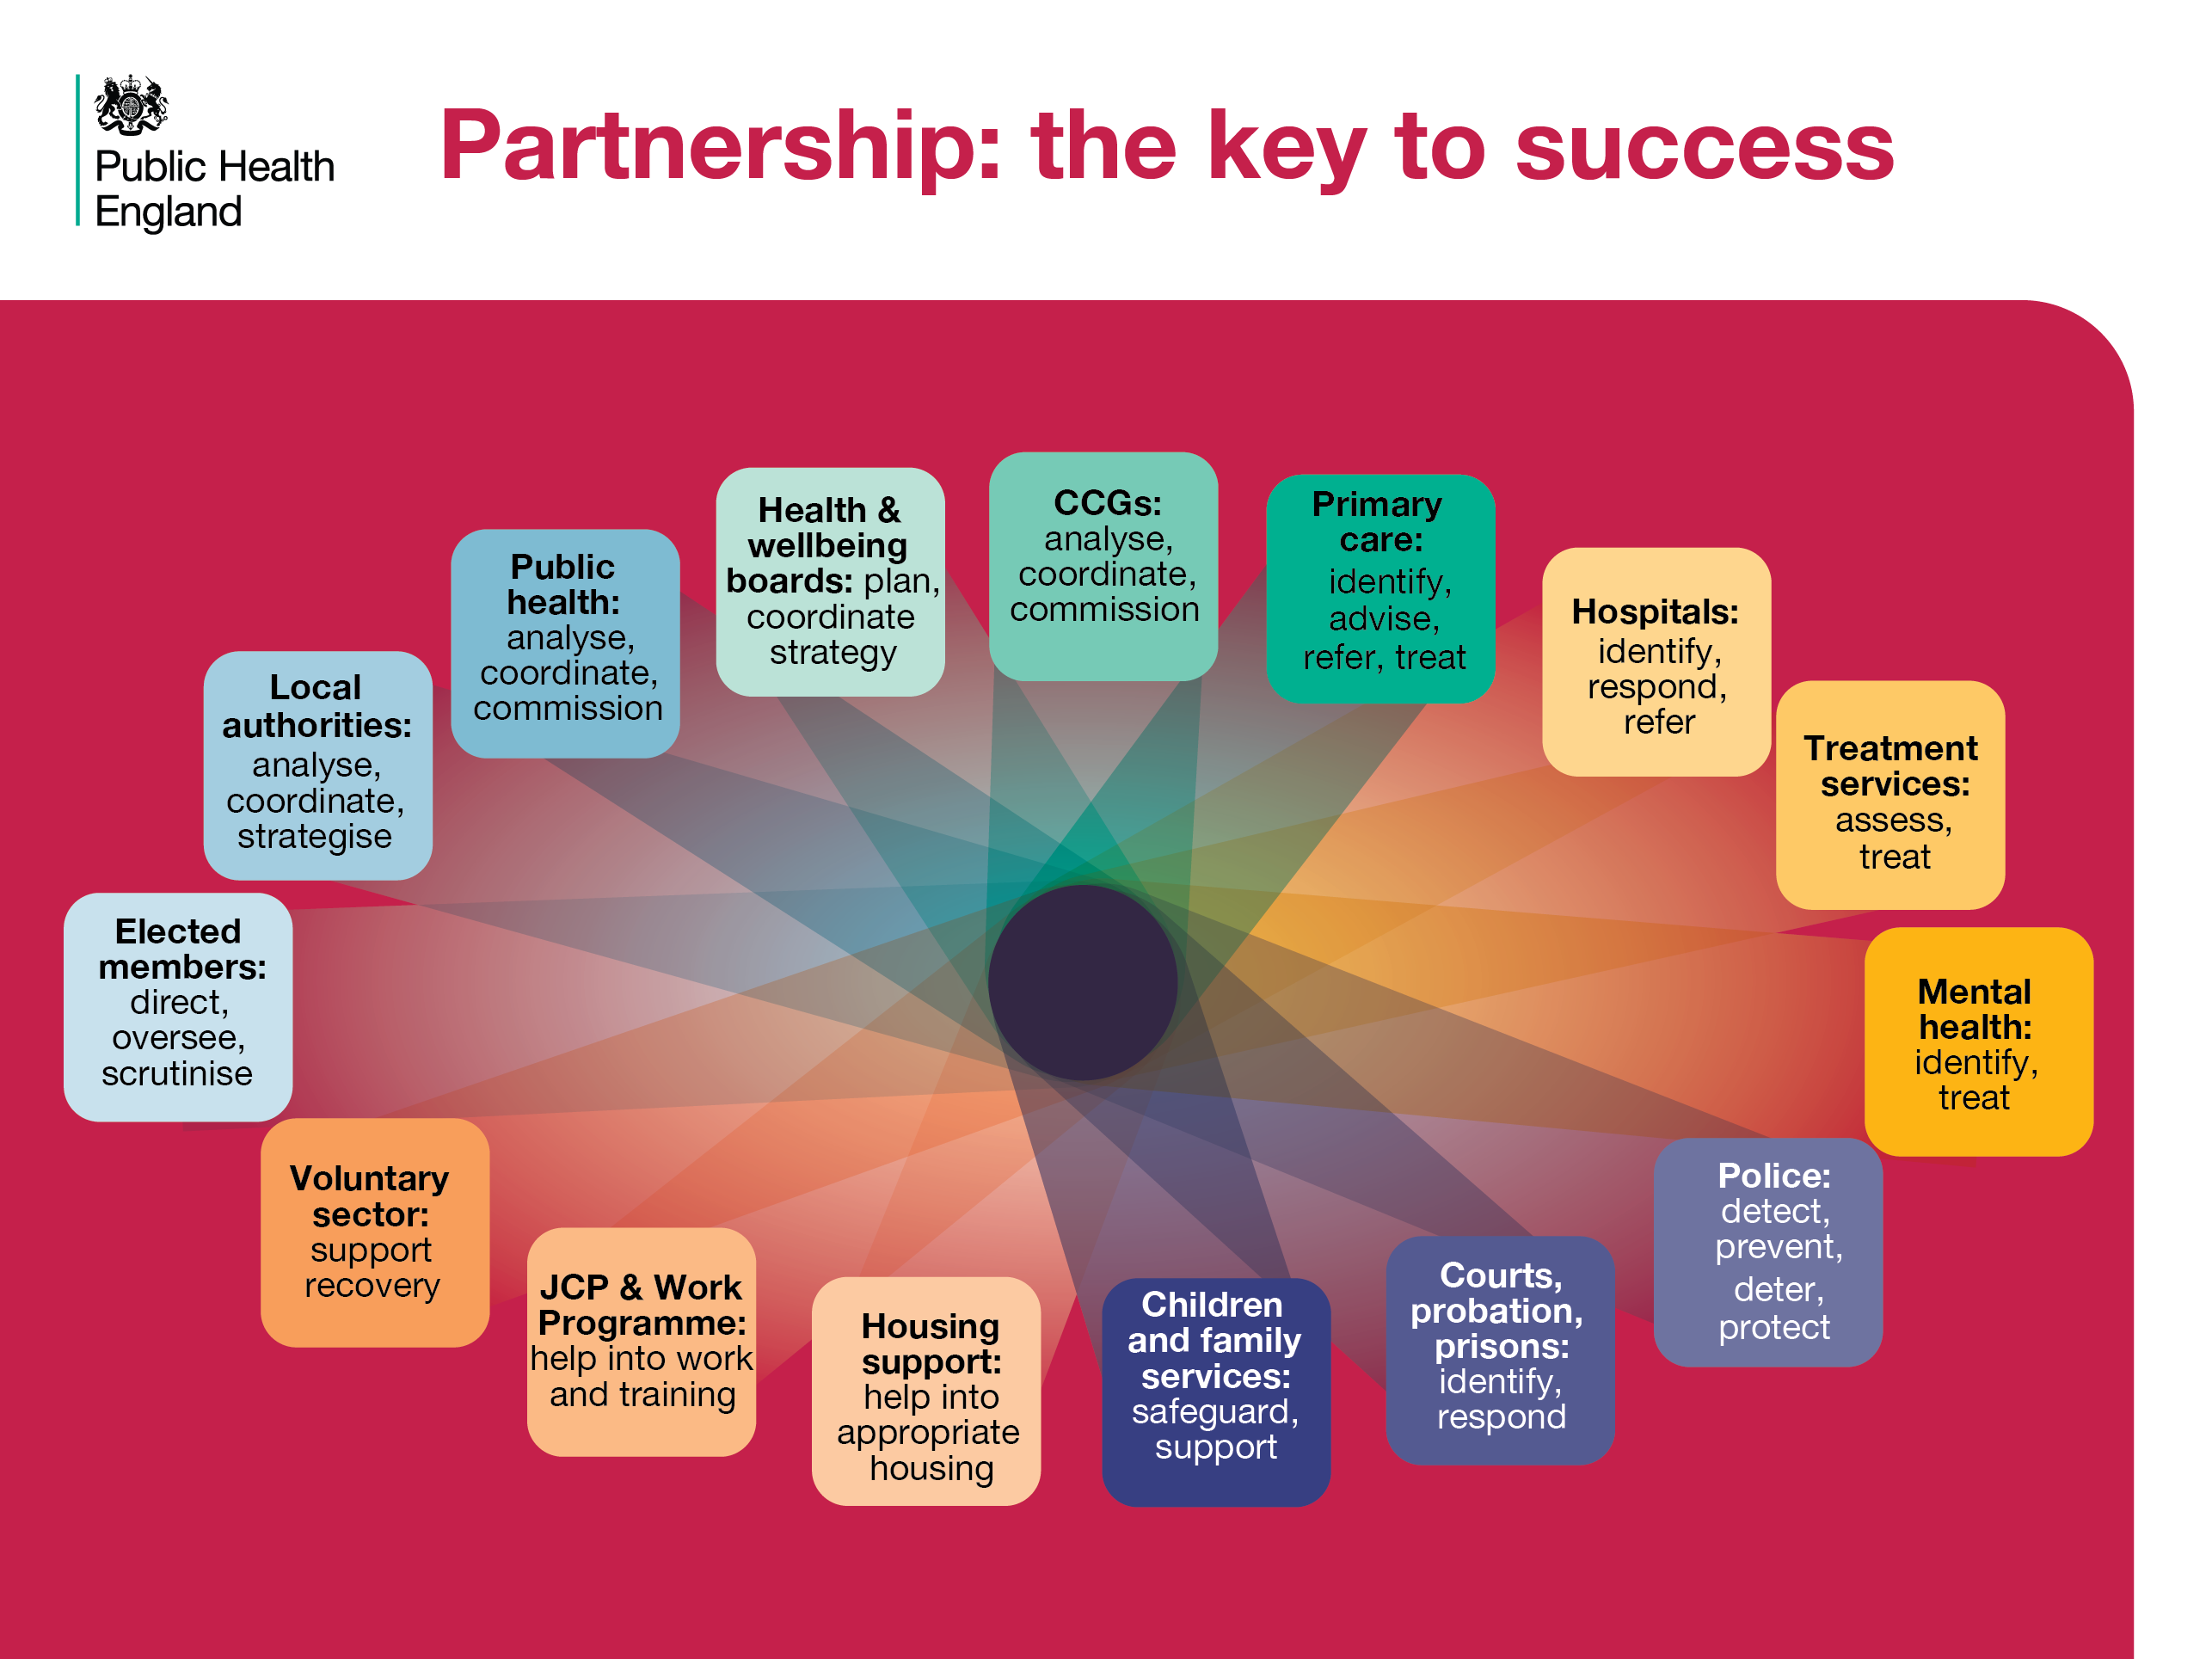 Public Health
England
Partnership: the key to success
Elected
members:
direct,
oversee,
scrutinise
Local
authorities:
analyse,
coordinate,
strategise
Public
health:
analyse,
coordinate,
commission
Health &
wellbeing
boards: plan,
coordinate
strategy
CCGs:
analyse,
coordinate,
commission
Primary
care:
identify,
advise,
refer, treat
Hospitals:
identify,
respond,
refer
Treatment
services:
assess,
treat
Mental
health:
identify,
treat
Police:
detect,
prevent,
deter,
protect
Courts,
probation,
prisons:
identify,
respond
Children
and family
services:
safeguard,
support
Housing
support:
help into
appropriate
housing
JCP & Work
Programme:
help into work
and training
Voluntary
sector:
support
recovery